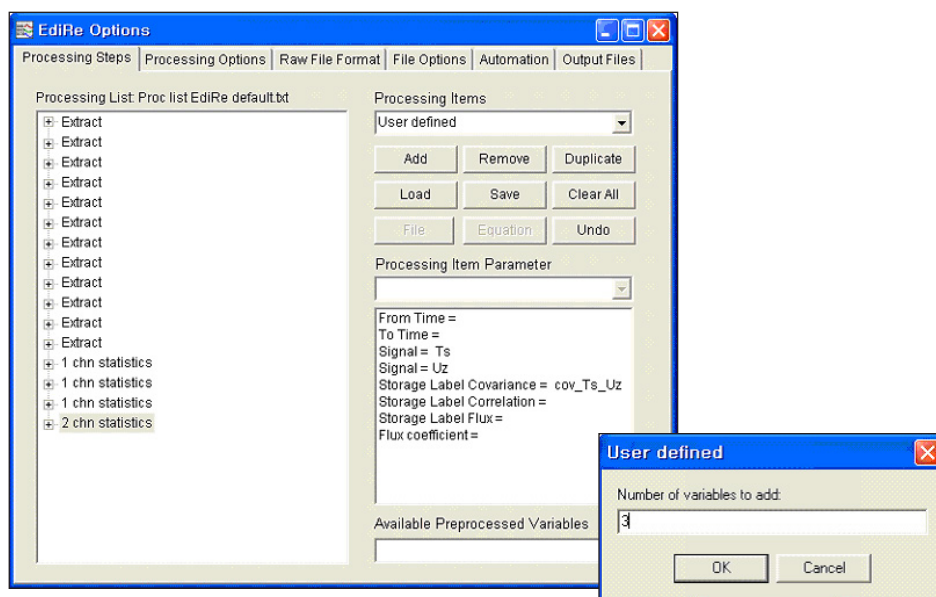 EdiRe Options
Processing Steps Processing Options Raw File Format File Options Automation Output Files
Processing List: Proc list EdiRe default.txt
Extract
Extract
Extract
Extract
Extract
Extract
Extract
Extract
Extract
Extract
Extract
Extract
1 chn statistics
1 chn statistics
1 chn statistics
2 chn statistics
Processing Items
User defined
Add Remove Duplicate
Load Save Clear All
File Equation Undo
Processing Item Parameter
From Time =
To Time =
Signal = Ts
Signal = Uz
Storage Label Covariance = cov_Ts_Uz
Storage Label Correlation =
Storage Label Flux =
Flux coefficient =
Available Preprocessed Variables
User defined
Number of variables to add:
3
OK Cancel